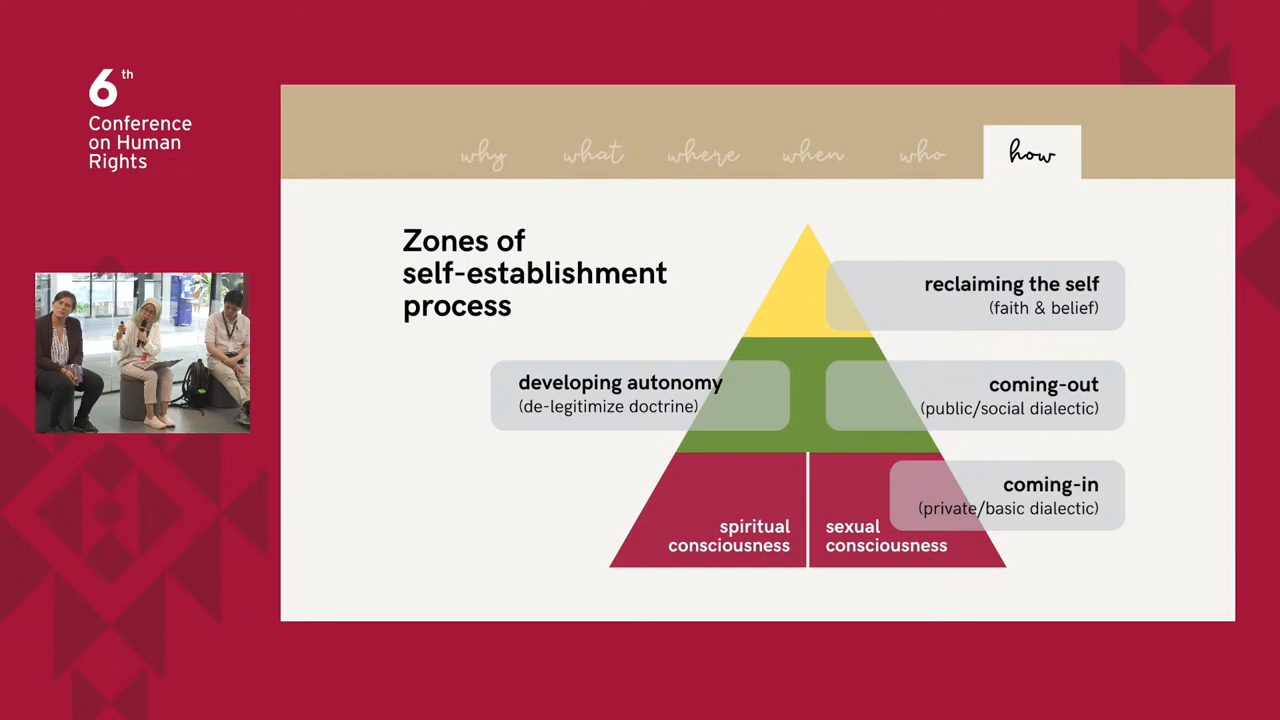 6th
Conference
on Human
Rights
why what where when who how
Zones of
self-establishment
process
reclaiming the self
(faith & belief)
developing autonomy
(de-legitimize doctrine)
coming-out
(public/social dialectic)
coming-in
(private/basic dialectic)
spiritual
consciousness
sexual
consciousness